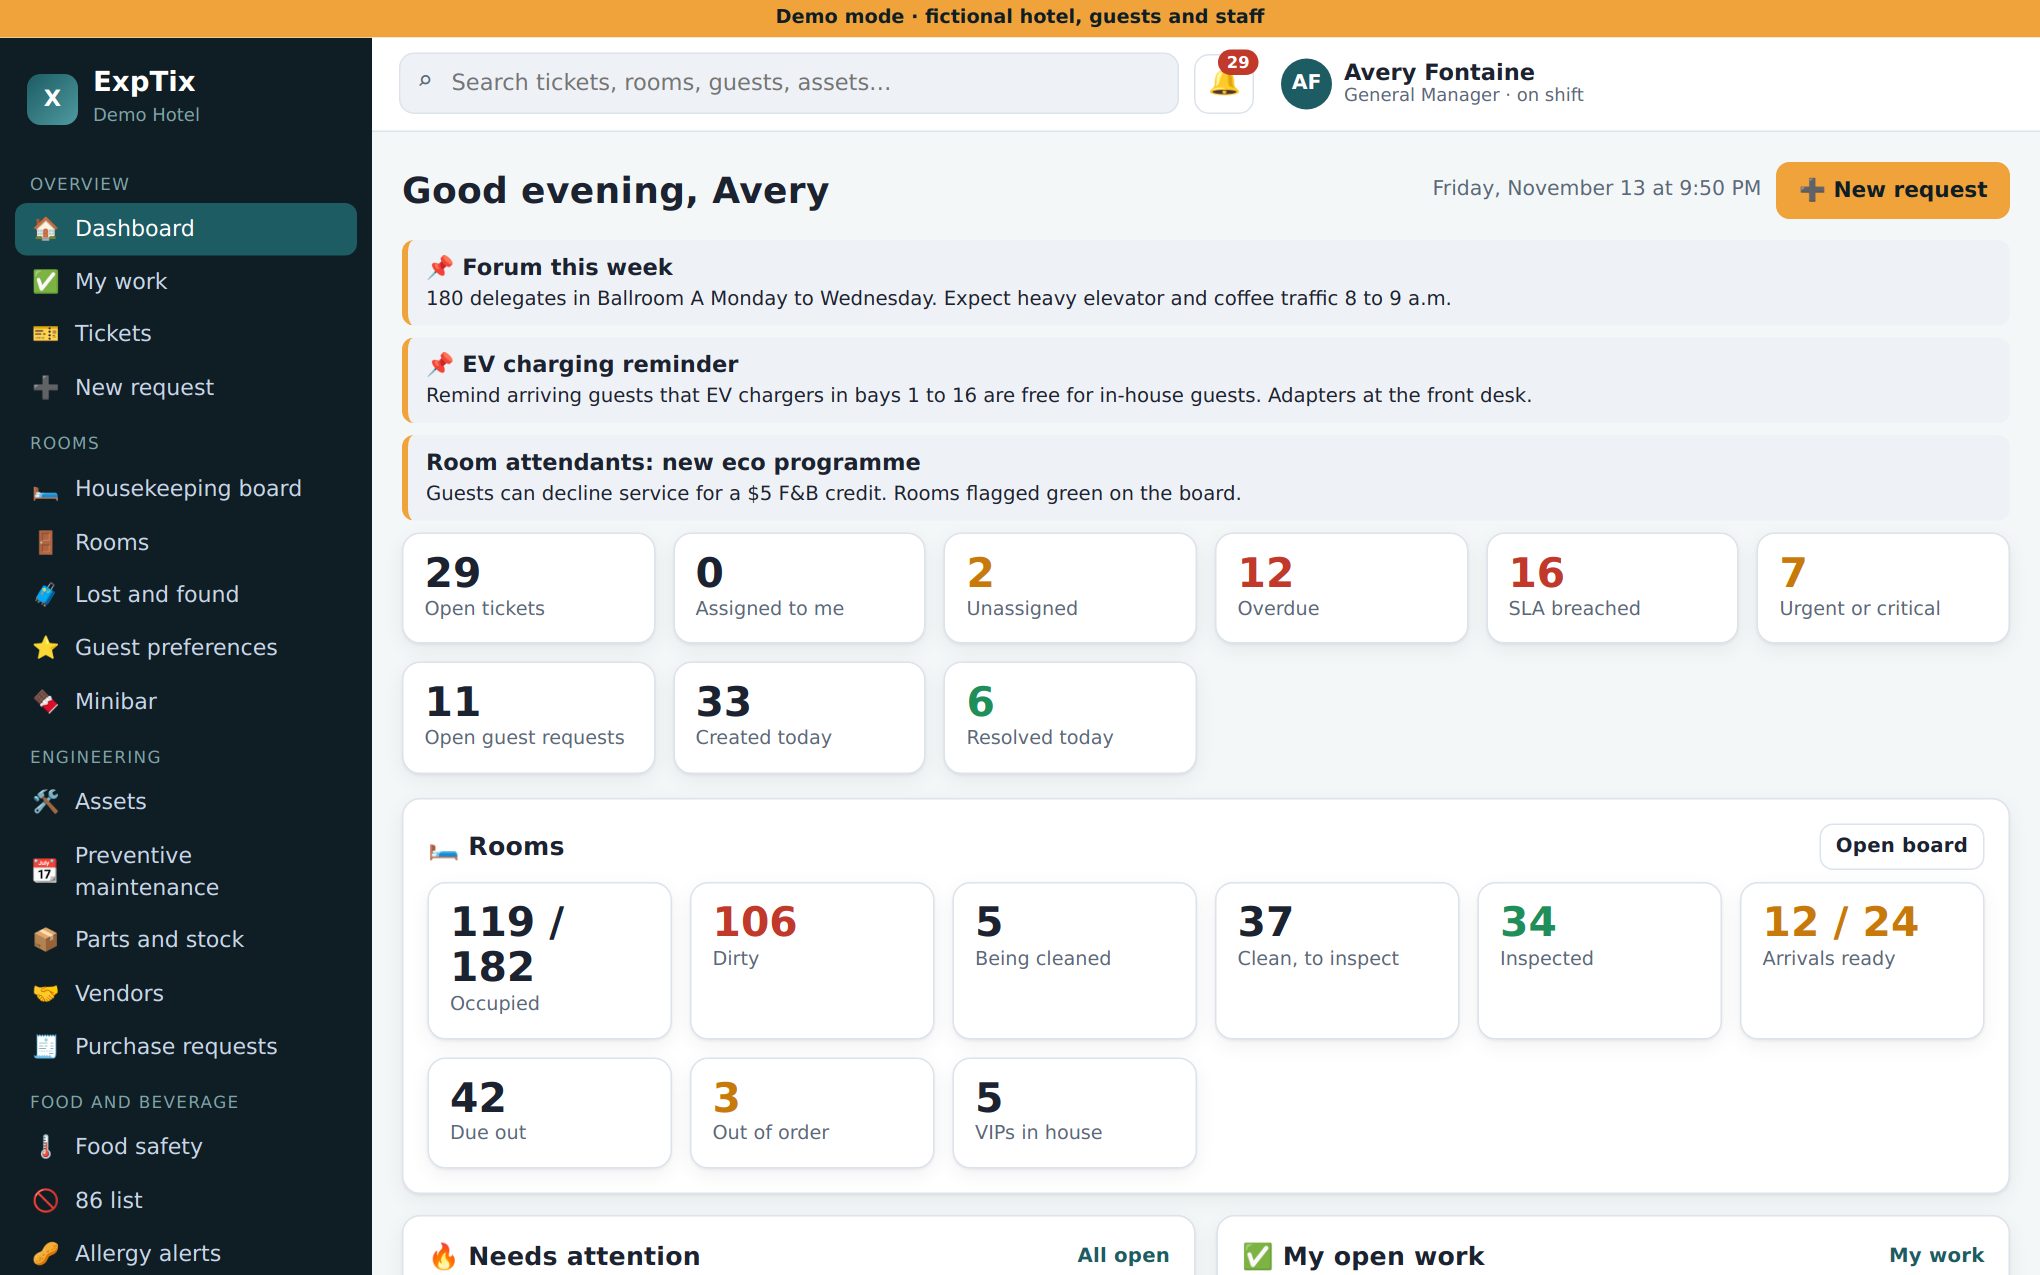 Demo mode · fictional hotel, guests and staff
X
ExpTix
Demo Hotel
Search tickets, rooms, guests, assets...
29
AF
Avery Fontaine
General Manager · on shift
OVERVIEW
Dashboard
My work
Tickets
New request
ROOMS
Housekeeping board
Rooms
Lost and found
Guest preferences
Minibar
ENGINEERING
Assets
Preventive
maintenance
Parts and stock
Vendors
Purchase requests
FOOD AND BEVERAGE
Food safety
86 list
Allergy alerts
Good evening, Avery
Friday, November 13 at 9:50 PM
New request
Forum this week
180 delegates in Ballroom A Monday to Wednesday. Expect heavy elevator and coffee traffic 8 to 9 a.m.
EV charging reminder
Remind arriving guests that EV chargers in bays 1 to 16 are free for in-house guests. Adapters at the front desk.
Room attendants: new eco programme
Guests can decline service for a $5 F&B credit. Rooms flagged green on the board.
29
Open tickets
0
Assigned to me
2
Unassigned
12
Overdue
16
SLA breached
7
Urgent or critical
11
Open guest requests
33
Created today
6
Resolved today
Rooms
Open board
119 /
182
Occupied
106
Dirty
5
Being cleaned
37
Clean, to inspect
34
Inspected
12 / 24
Arrivals ready
42
Due out
3
Out of order
5
VIPs in house
Needs attention
All open
My open work
My work